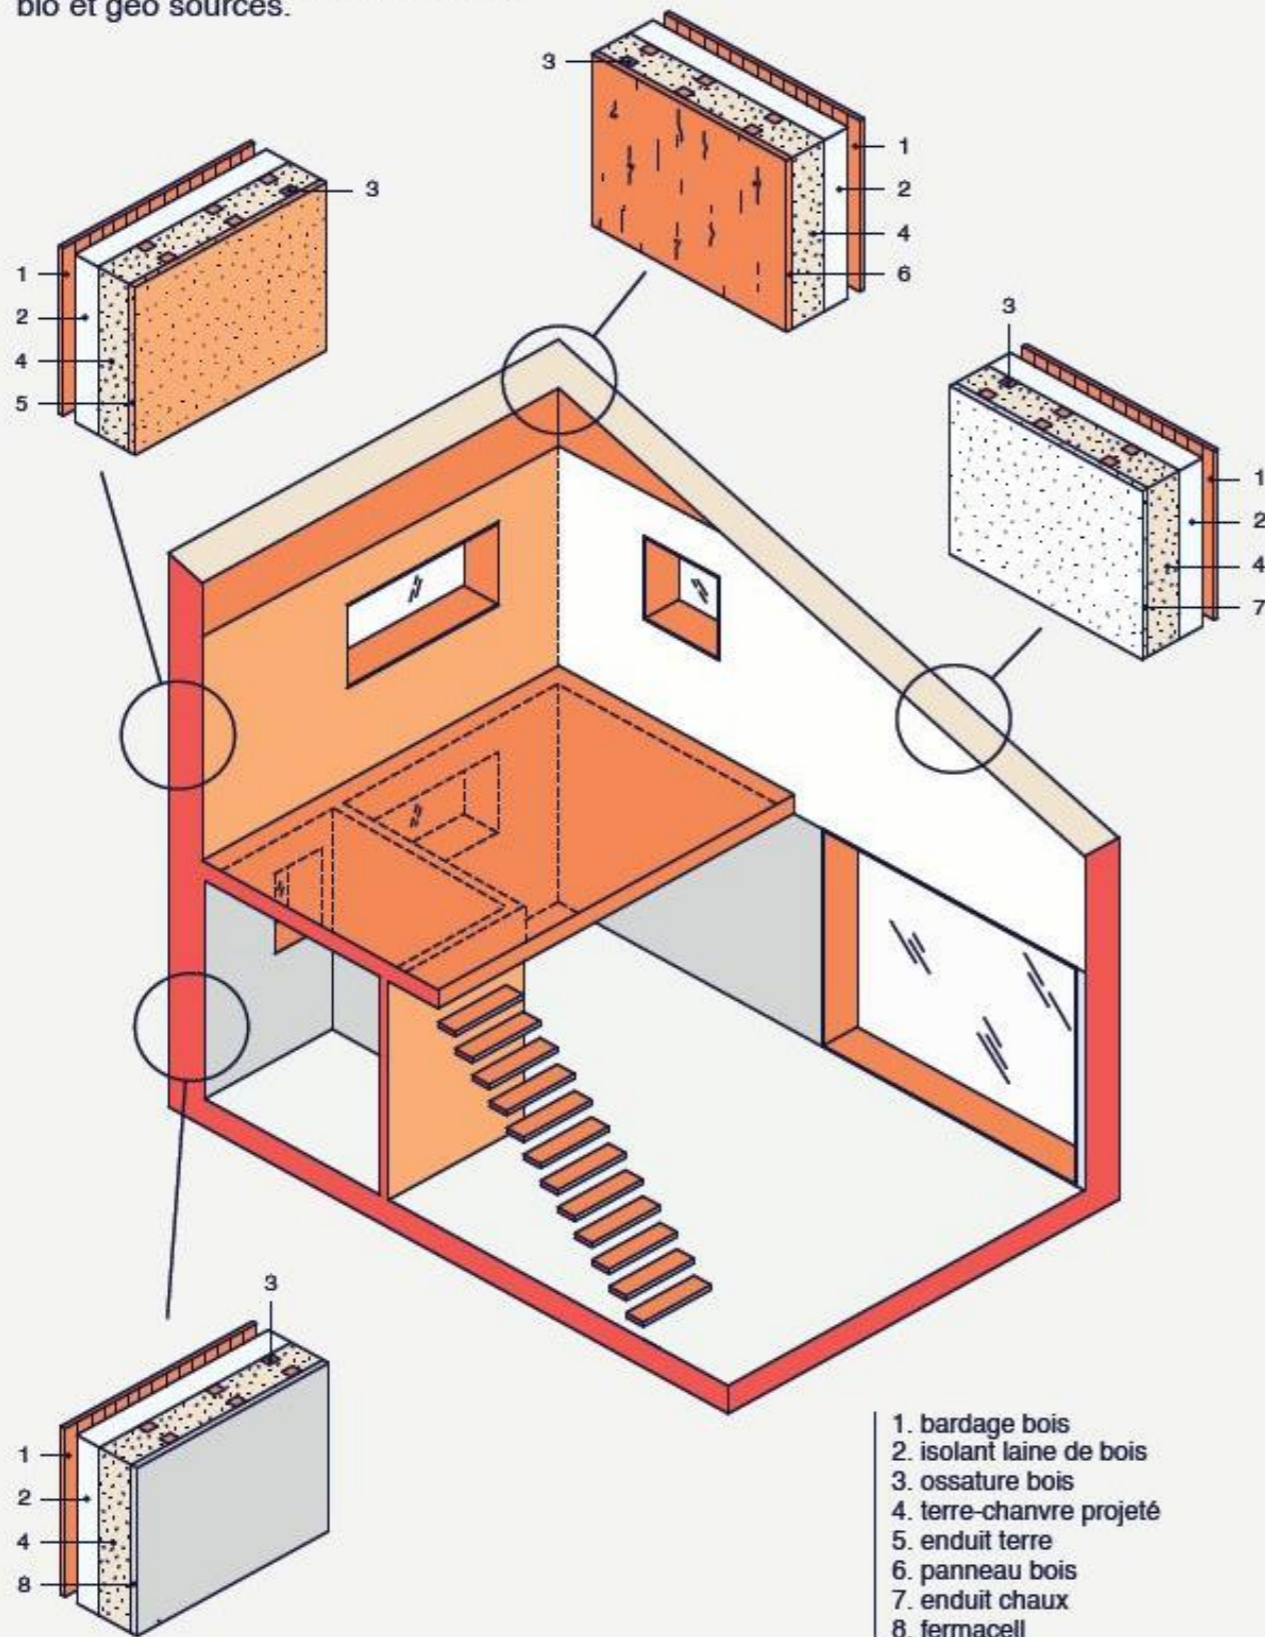 bio et géo sourcés.
3
1
2
4
6
3
1
2
4
5
3
1
2
4
7
3
1
2
4
8
1. bardage bois
2. isolant laine de bois
3. ossature bois
4. terre-chanvre projeté
5. enduit terre
6. panneau bois
7. enduit chaux
8. fermacell